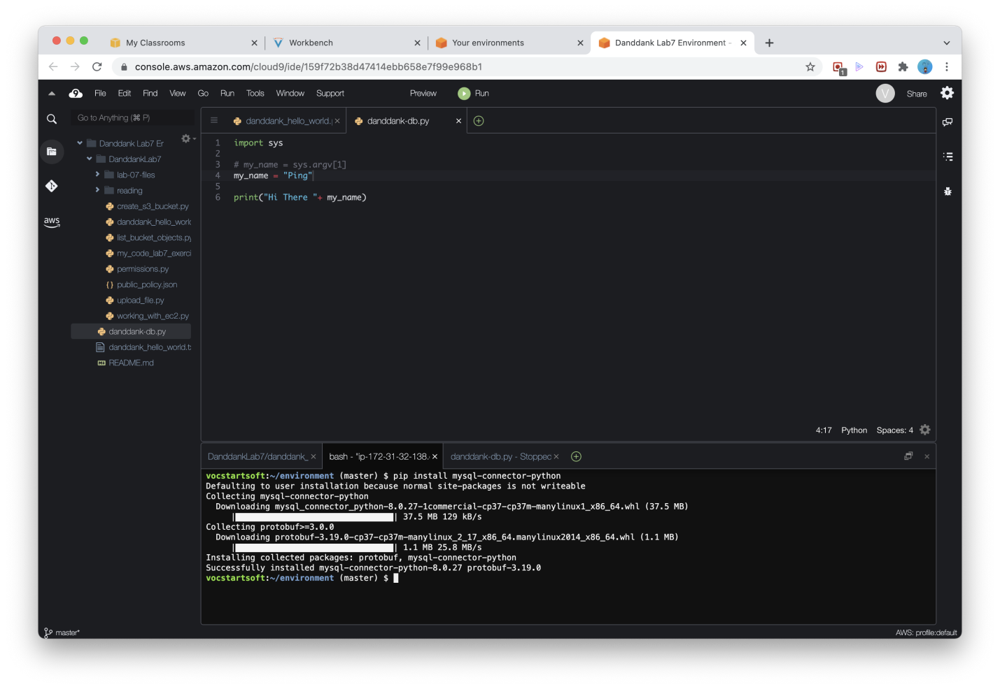 My Classrooms
Workbench
Your environments
Danddank Lab7 Environment -
console.aws.amazon.com/cloud9/ide/159f72b38d47414ebb658e7f99e968b1
1
9 File Edit Find View Go Run Tools Window Support Preview Run V Share
Go to Anything (⌘ P)
Danddank Lab7 Er
DanddankLab7
lab-07-files
reading
create_s3_bucket.py
danddank_hello_world
list_bucket_objects.py
my_code_lab7_exerci
permissions.py
{} public_policy.json
upload_file.py
working_with_ec2.py
danddank-db.py
danddank_hello_world.t
README.md
aws
danddank_hello_world.
danddank-db.py
1 import sys
2
3 # my_name = sys.argv[1]
4 my_name = "Ping"
5
6 print("Hi There "+ my_name)
4:17 Python Spaces: 4
DanddankLab7/danddank_
bash - "ip-172-31-32-138.
danddank-db.py - Stopped
vocstartsoft:~/environment (master) $ pip install mysql-connector-python
Defaulting to user installation because normal site-packages is not writeable
Collecting mysql-connector-python
Downloading mysql_connector_python-8.0.27-1commercial-cp37-cp37m-manylinux1_x86_64.whl (37.5 MB)
| 37.5 MB 129 kB/s
Collecting protobuf>=3.0.0
Downloading protobuf-3.19.0-cp37-cp37m-manylinux_2_17_x86_64.manylinux2014_x86_64.whl (1.1 MB)
| 1.1 MB 25.8 MB/s
Installing collected packages: protobuf, mysql-connector-python
Successfully installed mysql-connector-python-8.0.27 protobuf-3.19.0
vocstartsoft:~/environment (master) $
master*
AWS: profile:default